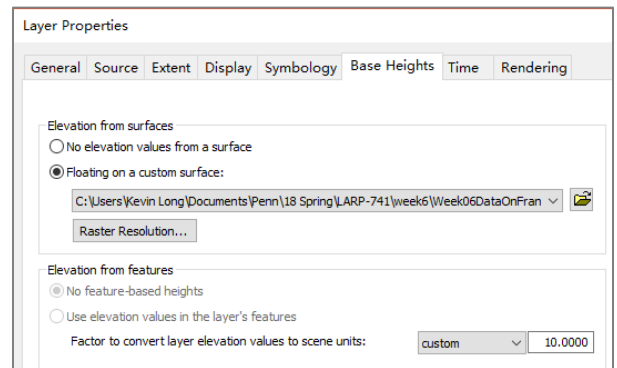 Layer Properties
General Source Extent Display Symbology Base Heights Time Rendering
Elevation from surfaces
No elevation values from a surface
Floating on a custom surface:
C:\Users\Kevin Long\Documents\Penn\18 Spring\LARP-741\week6\Week06DataOnFran
Raster Resolution...
Elevation from features
No feature-based heights
Use elevation values in the layer's features
Factor to convert layer elevation values to scene units: custom 10.0000